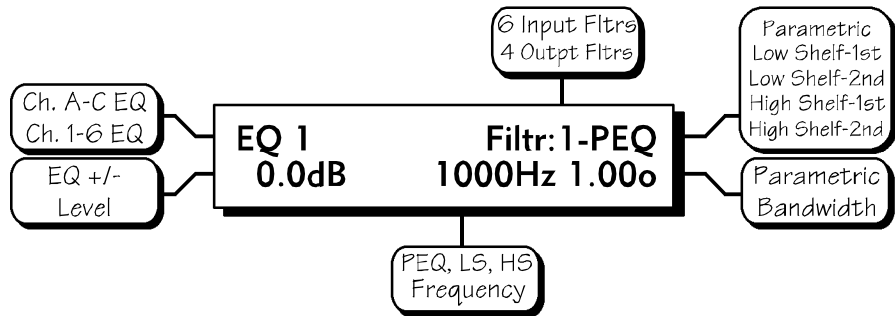 6 Input Fltrs
4 Outpt Fltrs
Parametric
Low Shelf-1st
Low Shelf-2nd
High Shelf-1st
High Shelf-2nd
Ch. A-C EQ
Ch. 1-6 EQ
EQ +/-
Level
EQ 1 Filtr:1-PEQ
0.0dB 1000Hz 1.00o
Parametric
Bandwidth
PEQ, LS, HS
Frequency